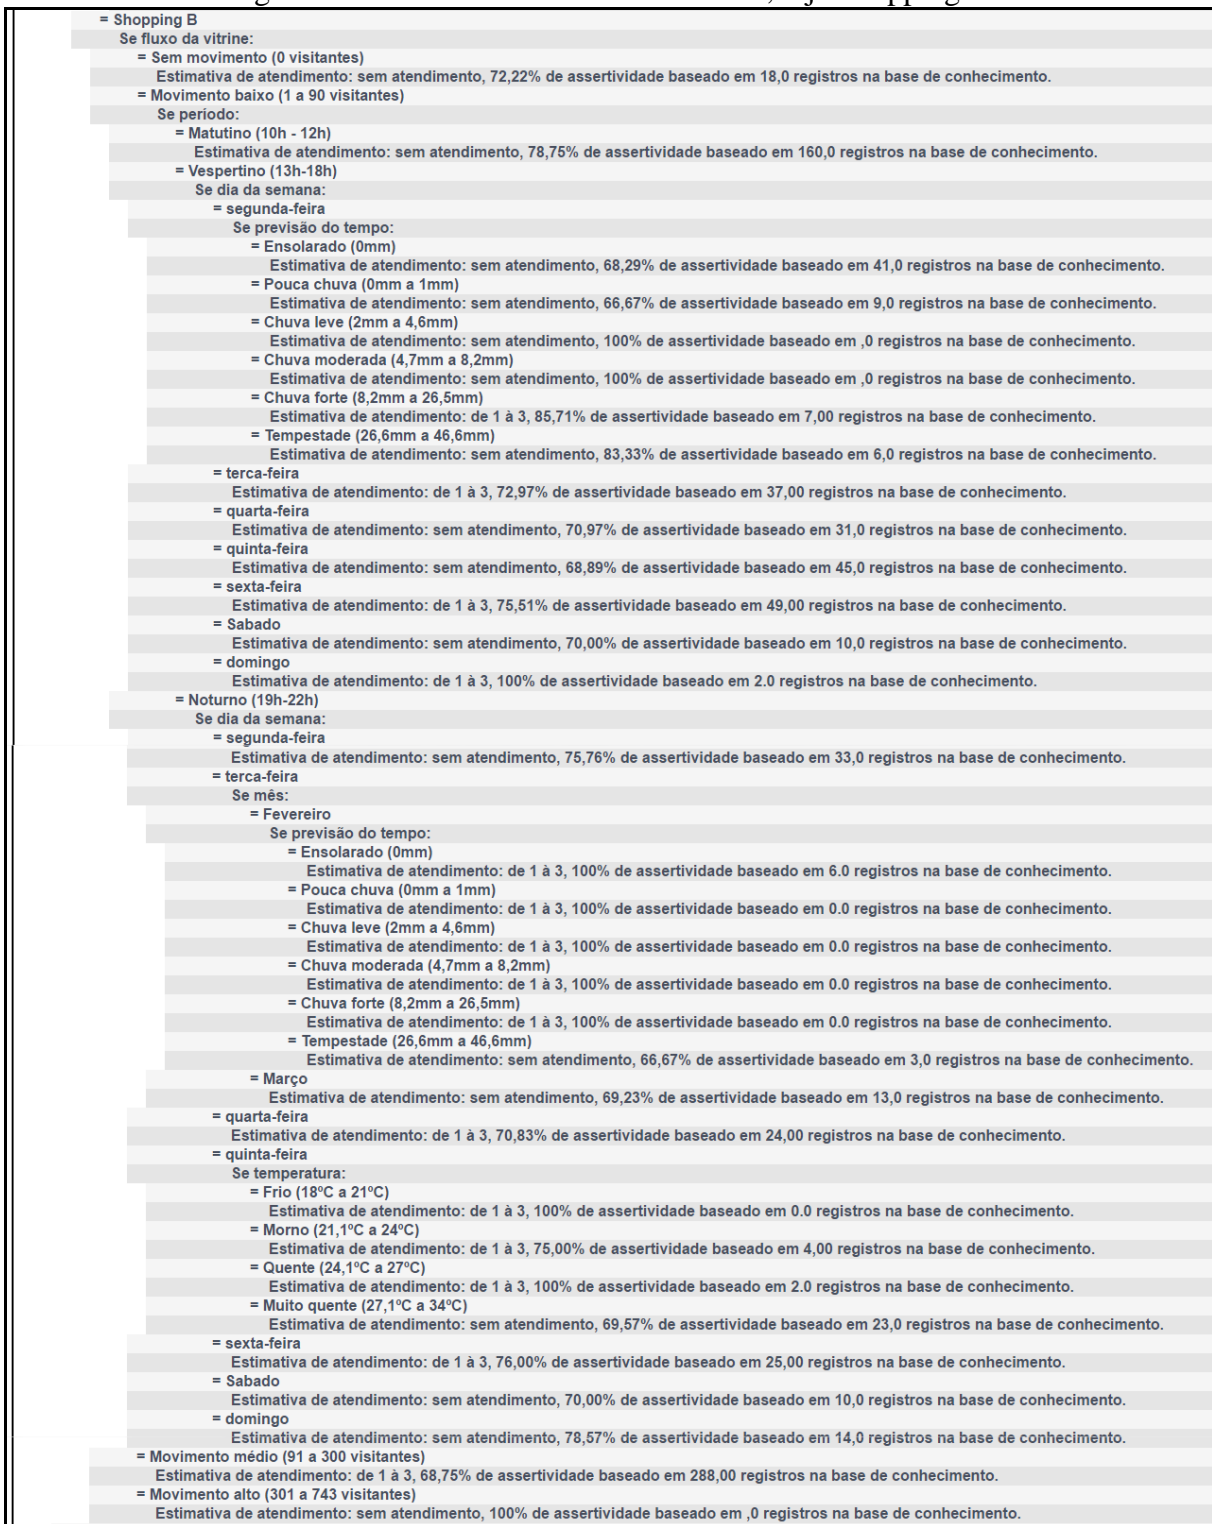 = Shopping B
Se fluxo da vitrine:
= Sem movimento (0 visitantes)
Estimativa de atendimento: sem atendimento, 72,22% de assertividade baseado em 18,0 registros na base de conhecimento.
= Movimento baixo (1 a 90 visitantes)
Se período:
= Matutino (10h - 12h)
Estimativa de atendimento: sem atendimento, 78,75% de assertividade baseado em 160,0 registros na base de conhecimento.
= Vespertino (13h-18h)
Se dia da semana:
= segunda-feira
Se previsão do tempo:
= Ensolarado (0mm)
Estimativa de atendimento: sem atendimento, 68,29% de assertividade baseado em 41,0 registros na base de conhecimento.
= Pouca chuva (0mm a 1mm)
Estimativa de atendimento: sem atendimento, 66,67% de assertividade baseado em 9,0 registros na base de conhecimento.
= Chuva leve (2mm a 4,6mm)
Estimativa de atendimento: sem atendimento, 100% de assertividade baseado em ,0 registros na base de conhecimento.
= Chuva moderada (4,7mm a 8,2mm)
Estimativa de atendimento: sem atendimento, 100% de assertividade baseado em ,0 registros na base de conhecimento.
= Chuva forte (8,2mm a 26,5mm)
Estimativa de atendimento: de 1 à 3, 85,71% de assertividade baseado em 7,00 registros na base de conhecimento.
= Tempestade (26,6mm a 46,6mm)
Estimativa de atendimento: sem atendimento, 83,33% de assertividade baseado em 6,0 registros na base de conhecimento.
= terca-feira
Estimativa de atendimento: de 1 à 3, 72,97% de assertividade baseado em 37,00 registros na base de conhecimento.
= quarta-feira
Estimativa de atendimento: sem atendimento, 70,97% de assertividade baseado em 31,0 registros na base de conhecimento.
= quinta-feira
Estimativa de atendimento: sem atendimento, 68,89% de assertividade baseado em 45,0 registros na base de conhecimento.
= sexta-feira
Estimativa de atendimento: de 1 à 3, 75,51% de assertividade baseado em 49,00 registros na base de conhecimento.
= Sabado
Estimativa de atendimento: sem atendimento, 70,00% de assertividade baseado em 10,0 registros na base de conhecimento.
= domingo
Estimativa de atendimento: de 1 à 3, 100% de assertividade baseado em 2.0 registros na base de conhecimento.
= Noturno (19h-22h)
Se dia da semana:
= segunda-feira
Estimativa de atendimento: sem atendimento, 75,76% de assertividade baseado em 33,0 registros na base de conhecimento.
= terca-feira
Se mês:
= Fevereiro
Se previsão do tempo:
= Ensolarado (0mm)
Estimativa de atendimento: de 1 à 3, 100% de assertividade baseado em 6.0 registros na base de conhecimento.
= Pouca chuva (0mm a 1mm)
Estimativa de atendimento: de 1 à 3, 100% de assertividade baseado em 0.0 registros na base de conhecimento.
= Chuva leve (2mm a 4,6mm)
Estimativa de atendimento: de 1 à 3, 100% de assertividade baseado em 0.0 registros na base de conhecimento.
= Chuva moderada (4,7mm a 8,2mm)
Estimativa de atendimento: de 1 à 3, 100% de assertividade baseado em 0.0 registros na base de conhecimento.
= Chuva forte (8,2mm a 26,5mm)
Estimativa de atendimento: de 1 à 3, 100% de assertividade baseado em 0.0 registros na base de conhecimento.
= Tempestade (26,6mm a 46,6mm)
Estimativa de atendimento: sem atendimento, 66,67% de assertividade baseado em 3,0 registros na base de conhecimento.
= Março
Estimativa de atendimento: sem atendimento, 69,23% de assertividade baseado em 13,0 registros na base de conhecimento.
= quarta-feira
Estimativa de atendimento: de 1 à 3, 70,83% de assertividade baseado em 24,00 registros na base de conhecimento.
= quinta-feira
Se temperatura:
= Frio (18ºC a 21ºC)
Estimativa de atendimento: de 1 à 3, 100% de assertividade baseado em 0.0 registros na base de conhecimento.
= Morno (21,1ºC a 24ºC)
Estimativa de atendimento: de 1 à 3, 75,00% de assertividade baseado em 4,00 registros na base de conhecimento.
= Quente (24,1ºC a 27ºC)
Estimativa de atendimento: de 1 à 3, 100% de assertividade baseado em 2.0 registros na base de conhecimento.
= Muito quente (27,1ºC a 34ºC)
Estimativa de atendimento: sem atendimento, 69,57% de assertividade baseado em 23,0 registros na base de conhecimento.
= sexta-feira
Estimativa de atendimento: de 1 à 3, 76,00% de assertividade baseado em 25,00 registros na base de conhecimento.
= Sabado
Estimativa de atendimento: sem atendimento, 70,00% de assertividade baseado em 10,0 registros na base de conhecimento.
= domingo
Estimativa de atendimento: sem atendimento, 78,57% de assertividade baseado em 14,0 registros na base de conhecimento.
= Movimento médio (91 a 300 visitantes)
Estimativa de atendimento: de 1 à 3, 68,75% de assertividade baseado em 288,00 registros na base de conhecimento.
= Movimento alto (301 a 743 visitantes)
Estimativa de atendimento: sem atendimento, 100% de assertividade baseado em ,0 registros na base de conhecimento.